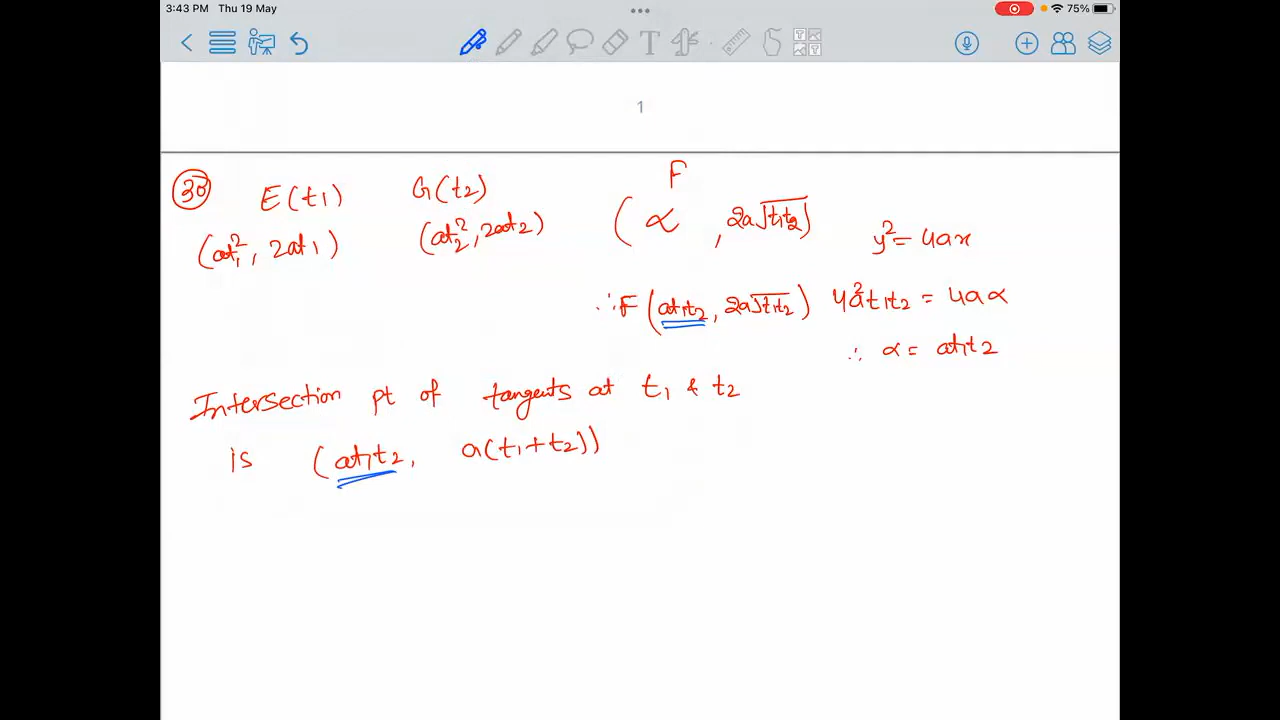 3:43 PM Thu 19 May
75%
T
1
30 E(t₁) G(t₂) F
(at₁², 2at₁) (at₂², 2at₂) (α, 2a√t₁t₂) y² = 4ax
∴ F(at₁t₂, 2a√t₁t₂) 4a²t₁t₂ = 4aα
∴ α = at₁t₂
Intersection pt of tangents at t₁ & t₂
is (at₁t₂, a(t₁+t₂))